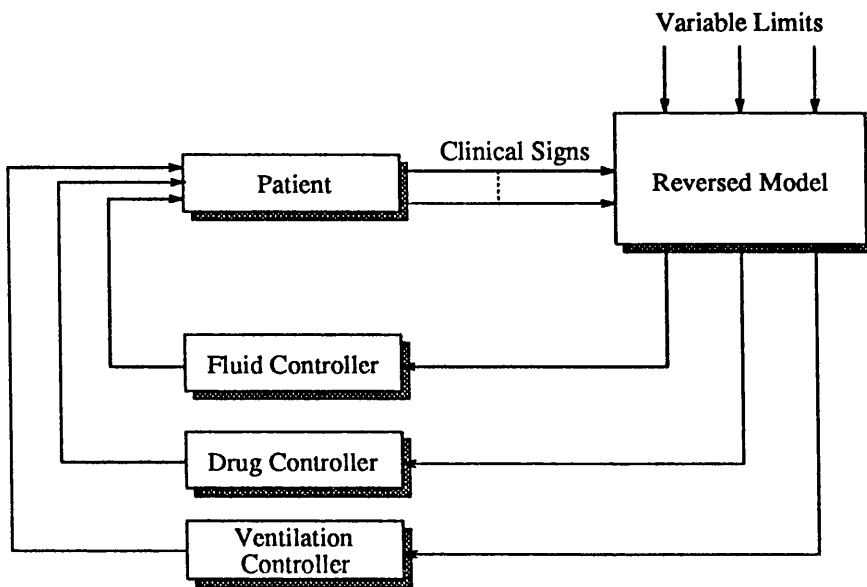 Variable Limits
Clinical Signs
Patient
Reversed Model
Fluid Controller
Drug Controller
Ventilation
Controller